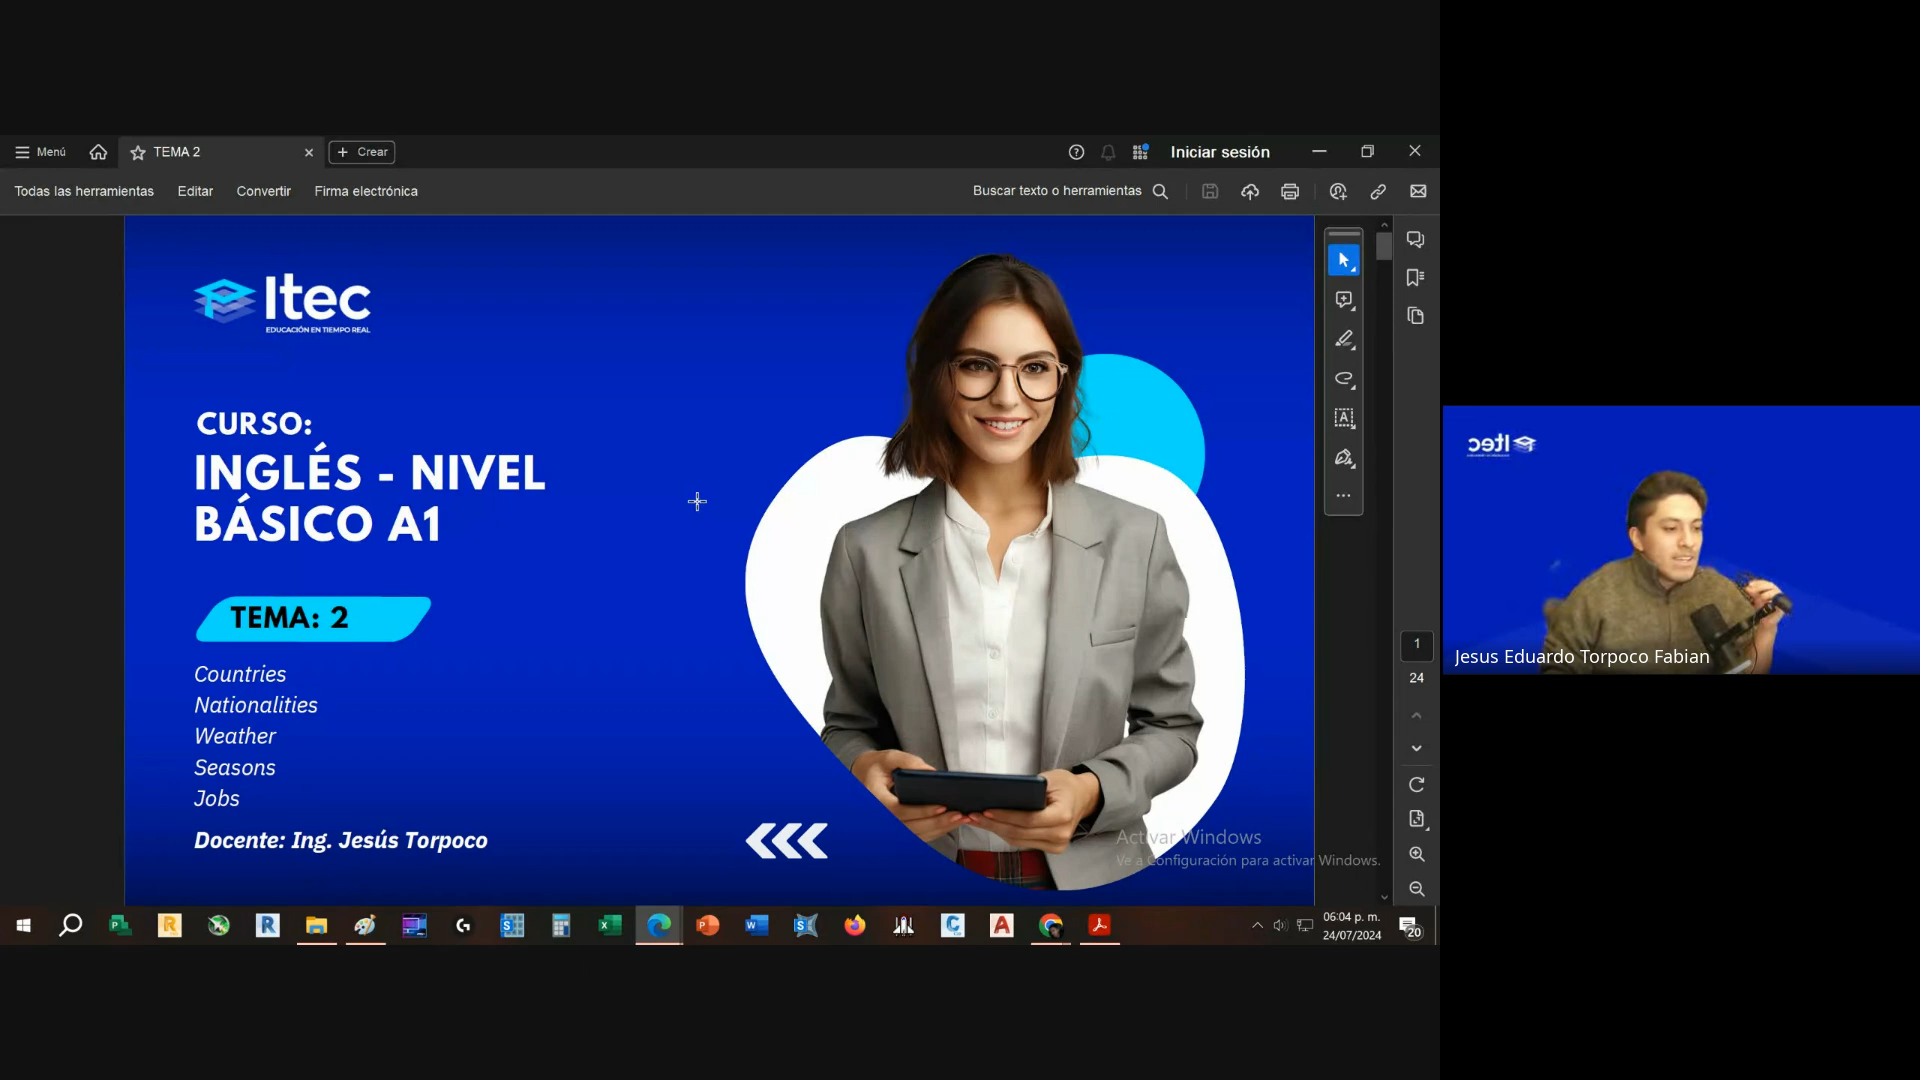 Menú
TEMA 2
Crear
Iniciar sesión
Todas las herramientas
Editar
Convertir
Firma electrónica
Buscar texto o herramientas
Itec
EDUCACIÓN EN TIEMPO REAL
CURSO:
INGLÉS - NIVEL
BÁSICO A1
TEMA: 2
Countries
Nationalities
Weather
Seasons
Jobs
Docente: Ing. Jesús Torpoco
Activar Windows
Ve a Configuración para activar Windows.
1
24
Itec
Jesus Eduardo Torpoco Fabian
06:04 p. m.
24/07/2024
20